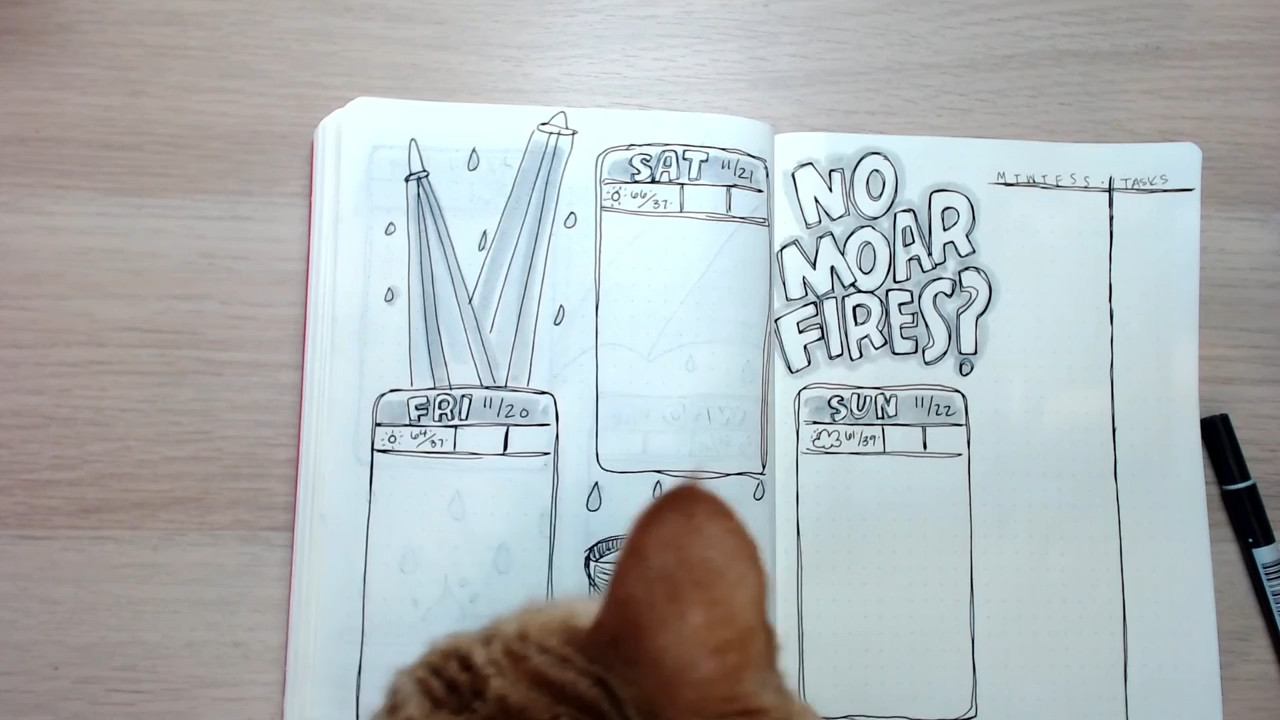 SAT 11/21
66/37°
FRI 11/20
64/37°
NO
MOAR
FIRES?
SUN 11/22
61/39°
M T W T F S S . TASKS